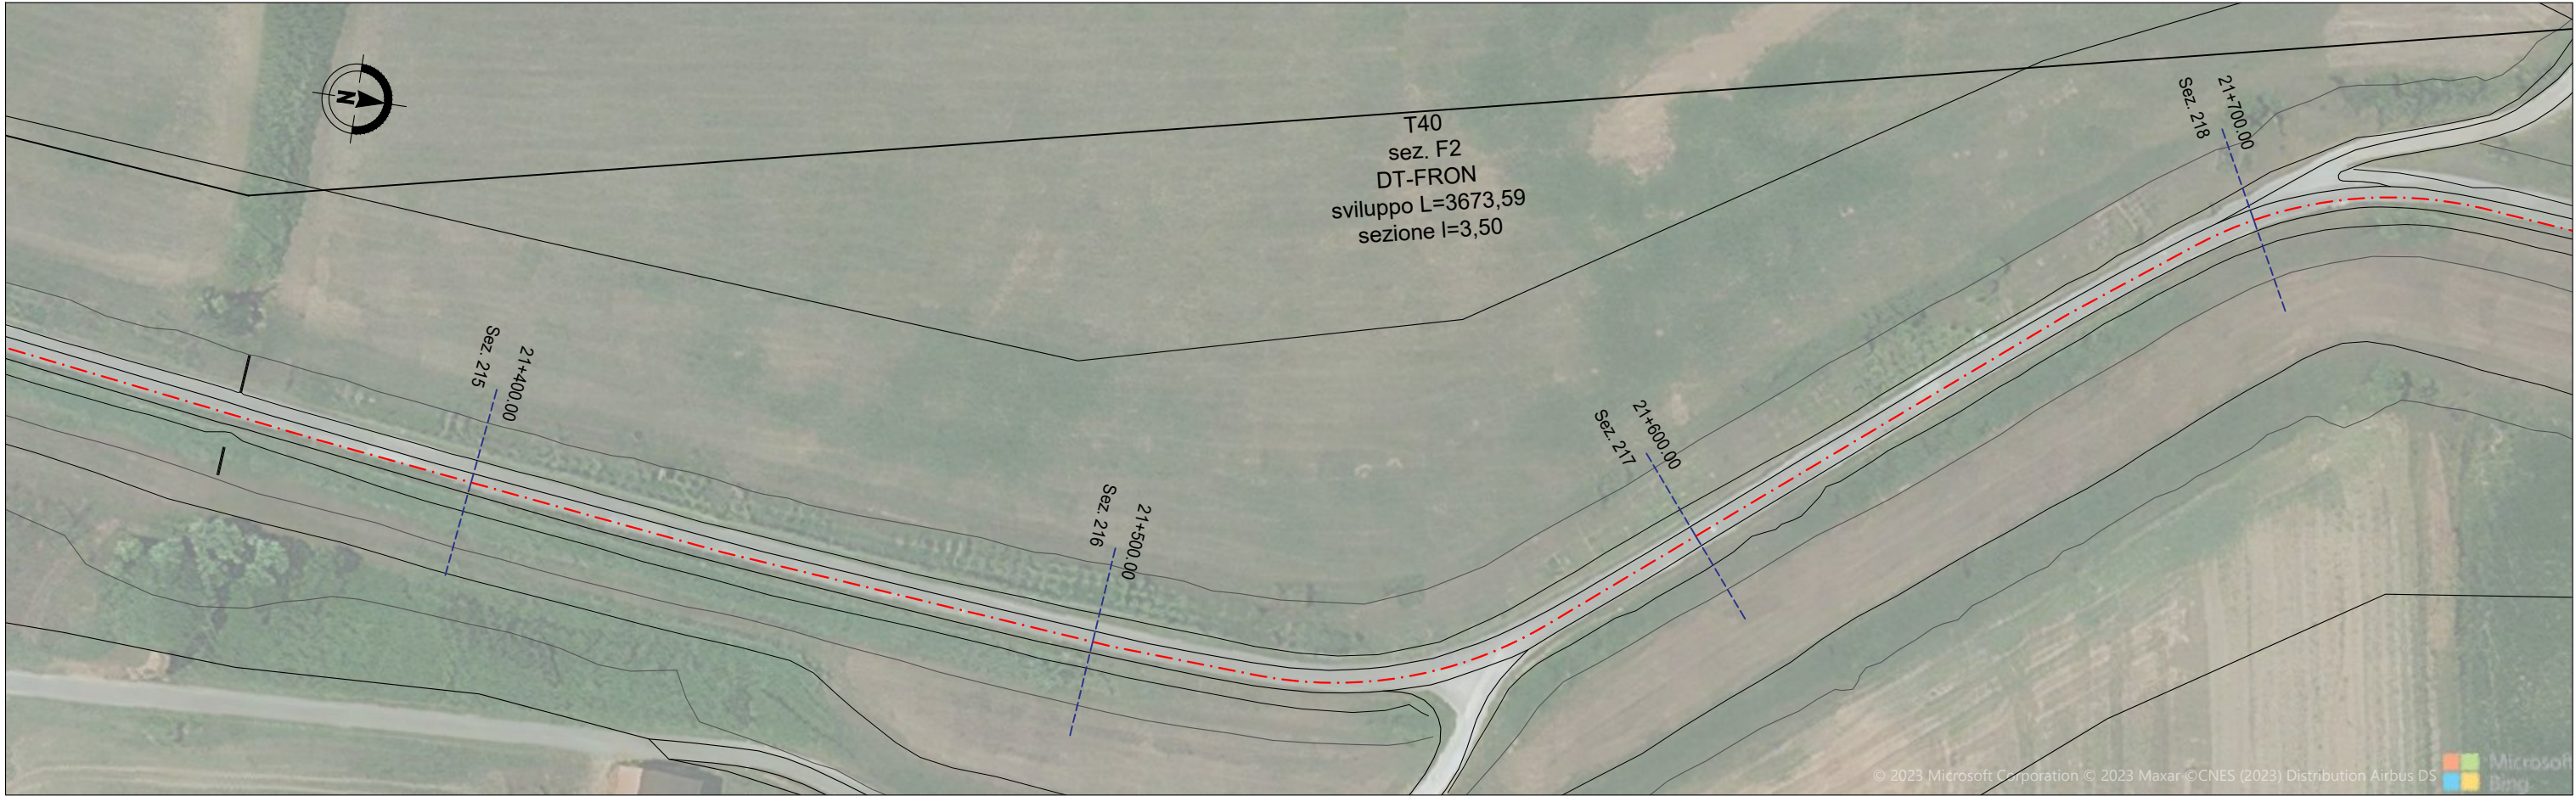 N
T40
sez. F2
DT-FRON
sviluppo L=3673,59
sezione l=3,50
Sez. 215
21+400.00
Sez. 216
21+500.00
Sez. 217
21+600.00
Sez. 218
21+700.00
© 2023 Microsoft Corporation © 2023 Maxar ©CNES (2023) Distribution Airbus DS
Microsoft
Bing